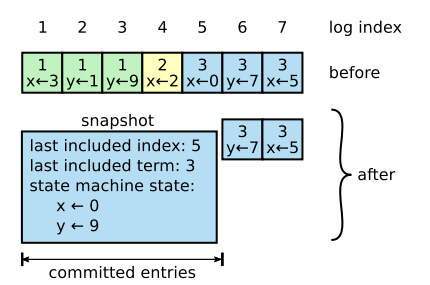 1 2 3 4 5 6 7 log index
1 1 1 2 3 3 3
x←3 y←1 y←9 x←2 x←0 y←7 x←5
before
snapshot
3 3
y←7 x←5
last included index: 5
last included term: 3
state machine state:
x ← 0
y ← 9
after
committed entries